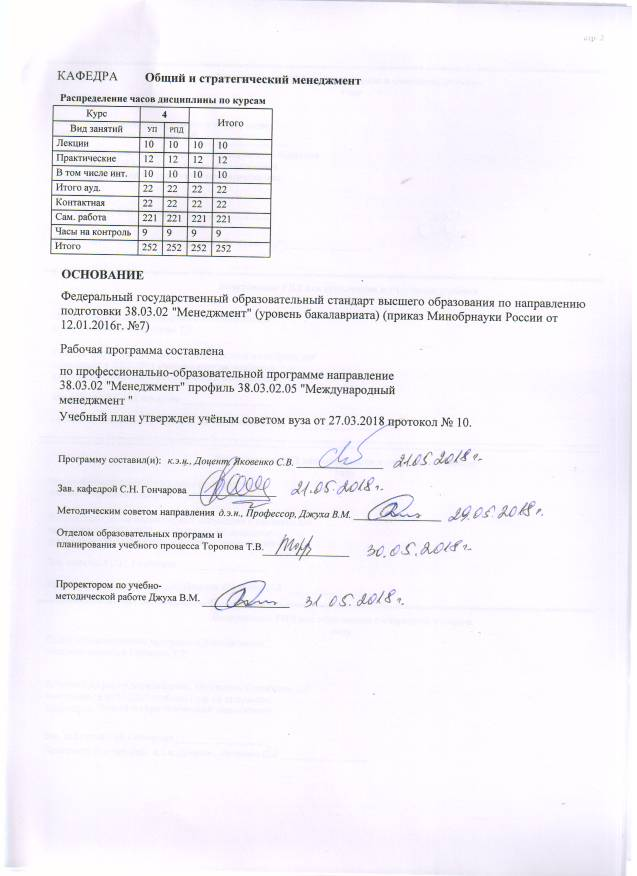 стр. 2
КАФЕДРА Общий и стратегический менеджмент
Распределение часов дисциплины по курсам
Курс 4 Итого
Вид занятий УП РПД
Лекции 10 10 10 10
Практические 12 12 12 12
В том числе инт. 10 10 10 10
Итого ауд. 22 22 22 22
Контактная 22 22 22 22
Сам. работа 221 221 221 221
Часы на контроль 9 9 9 9
Итого 252 252 252 252
ОСНОВАНИЕ
Федеральный государственный образовательный стандарт высшего образования по направлению
подготовки 38.03.02 "Менеджмент" (уровень бакалавриата) (приказ Минобрнауки России от
12.01.2016г. №7)
Рабочая программа составлена
по профессионально-образовательной программе направление
38.03.02 "Менеджмент" профиль 38.03.02.05 "Международный
менеджмент "
Учебный план утвержден учёным советом вуза от 27.03.2018 протокол № 10.
Программу составил(и): к.э.н., Доцент, Яковенко С.В. 21.05.2018 г.
Зав. кафедрой С.Н. Гончарова 21.05.2018 г.
Методическим советом направления д.э.н., Профессор, Джуха В.М. 29.05.2018 г.
Отделом образовательных программ и
планирования учебного процесса Торопова Т.В. 30.05.2018 г.
Проректором по учебно-
методической работе Джуха В.М. 31.05.2018 г.